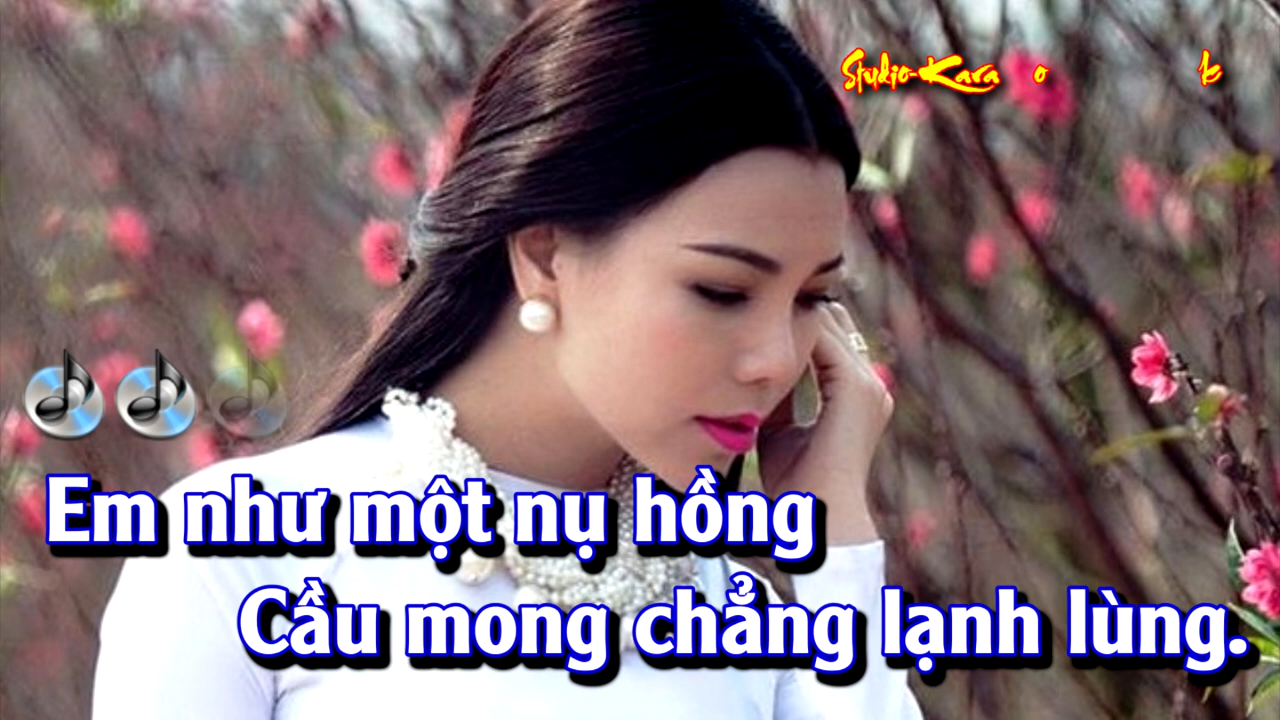 Studio-Kara o k
Em như một nụ hồng
Cầu mong chẳng lạnh lùng.